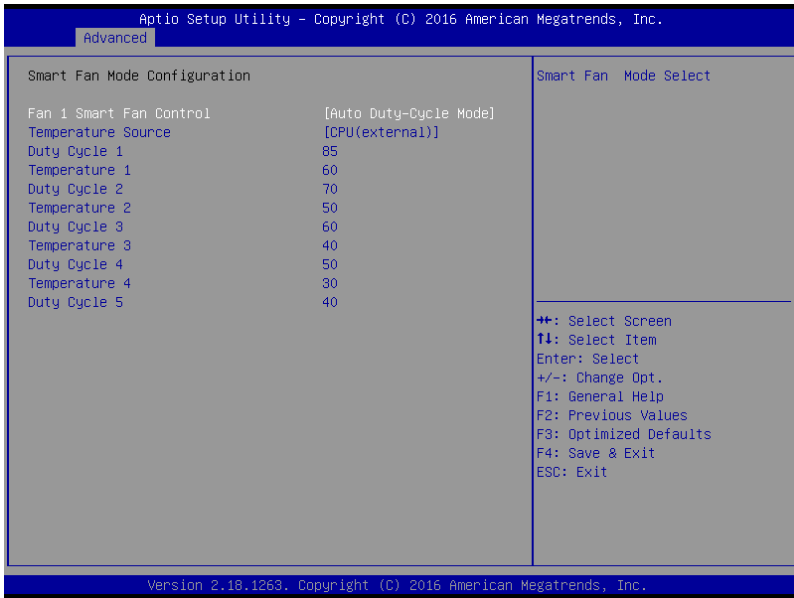 Aptio Setup Utility – Copyright (C) 2016 American Megatrends, Inc.
Advanced
Smart Fan Mode Configuration
Fan 1 Smart Fan Control [Auto Duty-Cycle Mode]
Temperature Source [CPU(external)]
Duty Cycle 1 85
Temperature 1 60
Duty Cycle 2 70
Temperature 2 50
Duty Cycle 3 60
Temperature 3 40
Duty Cycle 4 50
Temperature 4 30
Duty Cycle 5 40
Smart Fan  Mode Select
→←: Select Screen
↑↓: Select Item
Enter: Select
+/-: Change Opt.
F1: General Help
F2: Previous Values
F3: Optimized Defaults
F4: Save & Exit
ESC: Exit
Version 2.18.1263. Copyright (C) 2016 American Megatrends, Inc.